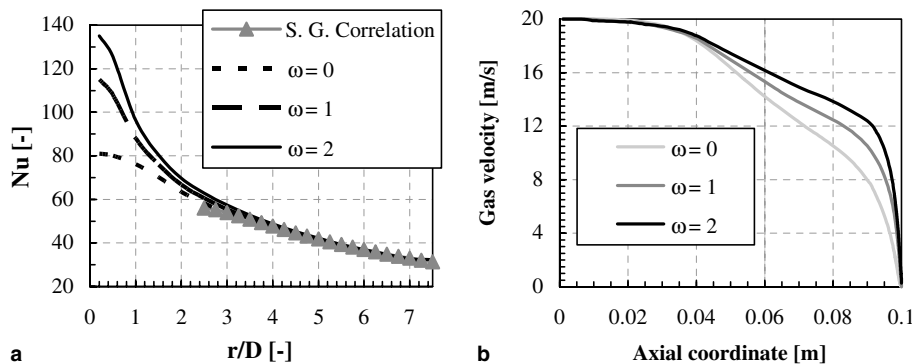 140
120
100
80
60
40
20
Nu [-]
0 1 2 3 4 5 6 7
r/D [-]
S. G. Correlation
ω= 0
ω= 1
ω= 2
a
20
16
12
8
4
0
Gas velocity [m/s]
0 0.02 0.04 0.06 0.08 0.1
Axial coordinate [m]
ω= 0
ω= 1
ω= 2
b